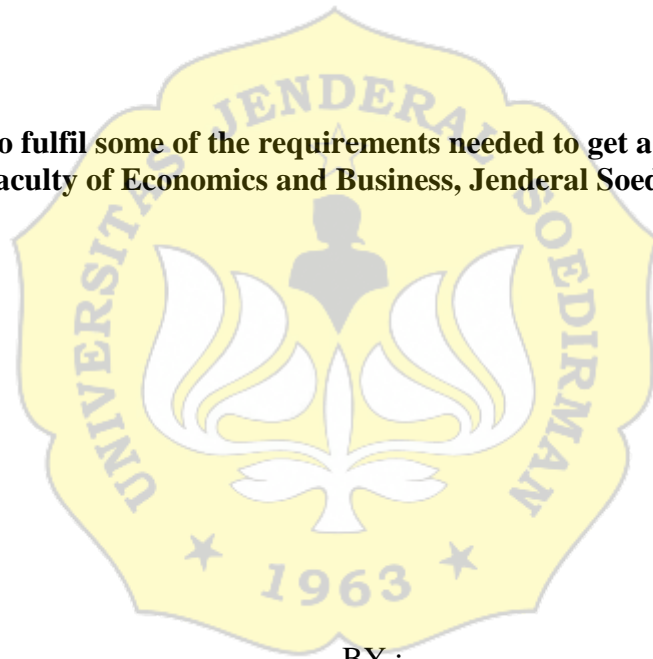 o fulfil some of the requirements needed to get a
aculty of Economics and Business, Jenderal Soed
UNIVERSITAS JENDERAL SOEDIRMAN
1963
BY :